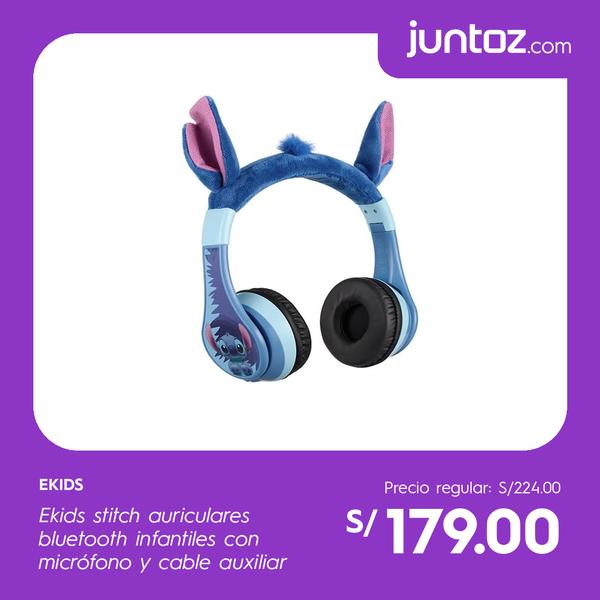 juntoz.com
EKIDS
Ekids stitch auriculares
bluetooth infantiles con
micrófono y cable auxiliar
Precio regular: S/224.00
S/179.00